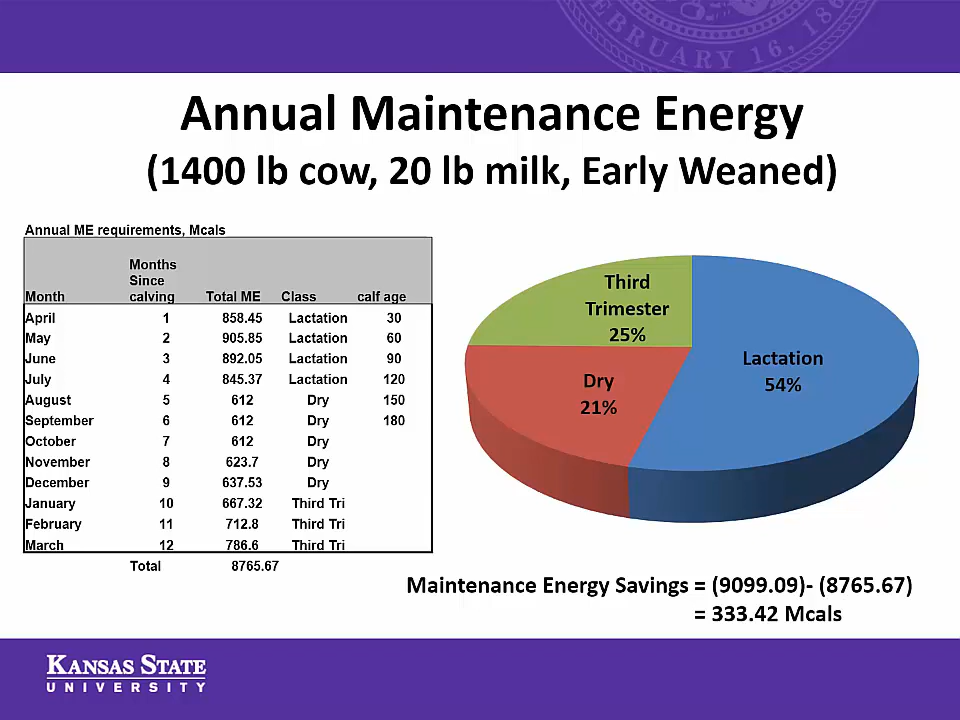 FEBRUARY 16, 186
Annual Maintenance Energy
(1400 lb cow, 20 lb milk, Early Weaned)
Annual ME requirements, Mcals
Month Months Since calving Total ME Class calf age
April 1 858.45 Lactation 30
May 2 905.85 Lactation 60
June 3 892.05 Lactation 90
July 4 845.37 Lactation 120
August 5 612 Dry 150
September 6 612 Dry 180
October 7 612 Dry
November 8 623.7 Dry
December 9 637.53 Dry
January 10 667.32 Third Tri
February 11 712.8 Third Tri
March 12 786.6 Third Tri
Total 8765.67
Third
Trimester
25%
Lactation
54%
Dry
21%
Maintenance Energy Savings = (9099.09)- (8765.67)
= 333.42 Mcals
KANSAS STATE
UNIVERSITY